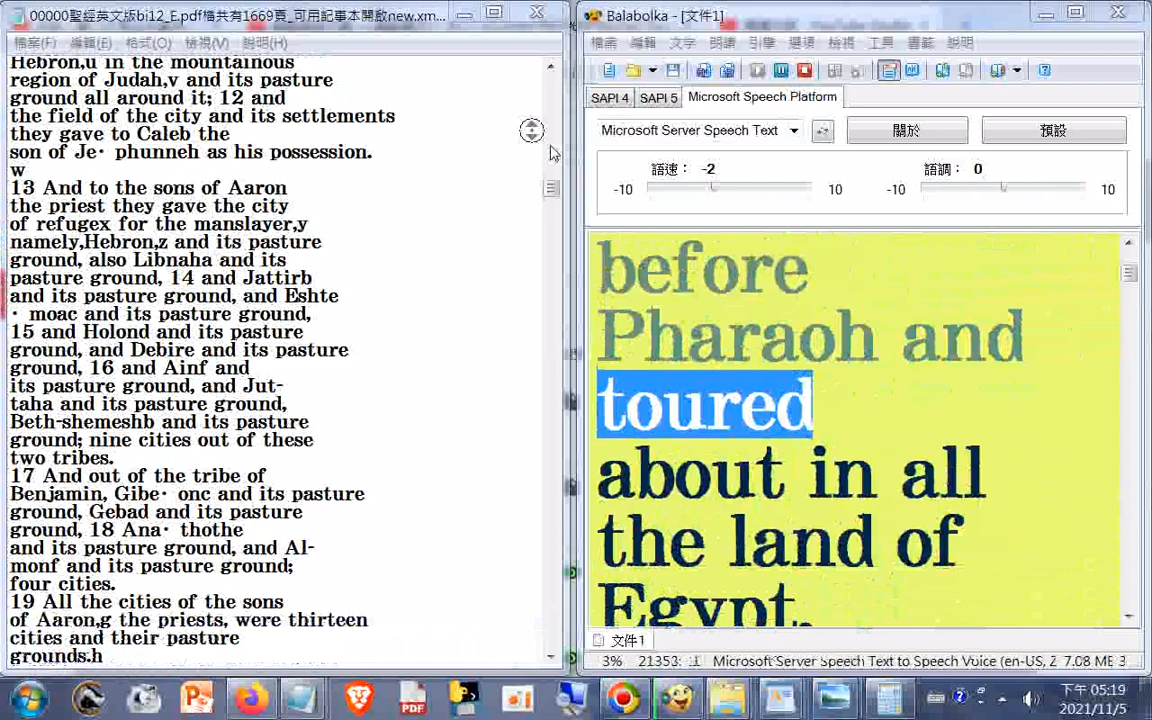 00000聖經英文版bi12_E.pdf檔共有1669頁_可用記事本開啟new.xm...
檔案(F) 編輯(E) 格式(O) 檢視(V) 說明(H)
Hebron,u in the mountainous
region of Judah,v and its pasture
ground all around it; 12 and
the field of the city and its settlements
they gave to Caleb the
son of Je· phunneh as his possession.
w
13 And to the sons of Aaron
the priest they gave the city
of refugex for the manslayer,y
namely,Hebron,z and its pasture
ground, also Libnaha and its
pasture ground, 14 and Jattirb
and its pasture ground, and Eshte
· moac and its pasture ground,
15 and Holond and its pasture
ground, and Debire and its pasture
ground, 16 and Ainf and
its pasture ground, and Jut-
taha and its pasture ground,
Beth-shemeshb and its pasture
ground; nine cities out of these
two tribes.
17 And out of the tribe of
Benjamin, Gibe· onc and its pasture
ground, Gebad and its pasture
ground, 18 Ana· thothe
and its pasture ground, and Al-
monf and its pasture ground;
four cities.
19 All the cities of the sons
of Aaron,g the priests, were thirteen
cities and their pasture
grounds.h
Balabolka - [文件1]
檔案 編輯 文字 朗讀 引擎 選項 檢視 工具 書籤 說明
SAPI 4 SAPI 5 Microsoft Speech Platform
Microsoft Server Speech Text 關於 預設
語速： -2 語調： 0
-10 10 -10 10
before
Pharaoh and
toured
about in all
the land of
Egypt.
文件1
3% 21353: 1 Microsoft Server Speech Text to Speech Voice (en-US, Z 7.08 MB 3
PDF
下午 05:19
2021/11/5